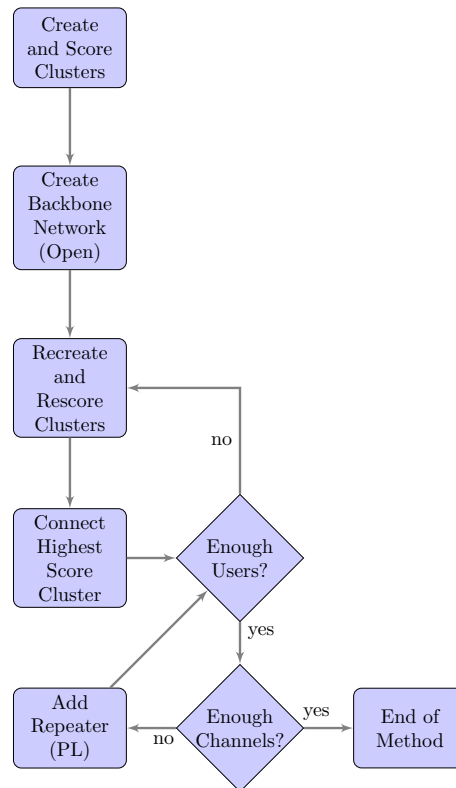 Create
and Score
Clusters
Create
Backbone
Network
(Open)
Recreate
and
Rescore
Clusters
no
Connect
Highest
Score
Cluster
Enough
Users?
yes
Add
Repeater
(PL)
no
Enough
Channels?
yes
End of
Method